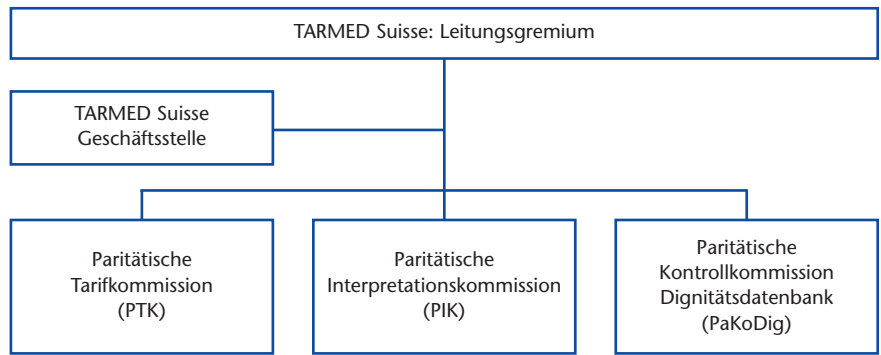 TARMED Suisse: Leitungsgremium
TARMED Suisse
Geschäftsstelle
Paritätische
Tarifkommission
(PTK)
Paritätische
Interpretationskommission
(PIK)
Paritätische
Kontrollkommission
Dignitätsdatenbank
(PaKoDig)